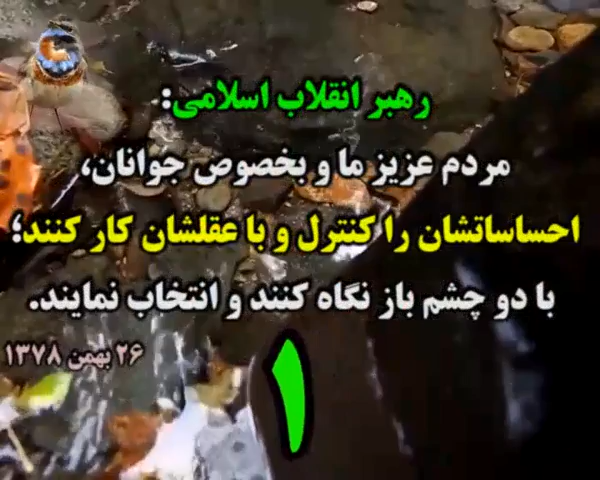 رهبر انقلاب اسلامی:
مردم عزیز ما و بخصوص جوانان،
احساساتشان را کنترل و با عقلشان کار کنند؛
با دو چشم باز نگاه کنند و انتخاب نمایند.
۲۶ بهمن ۱۳۷۸
۱